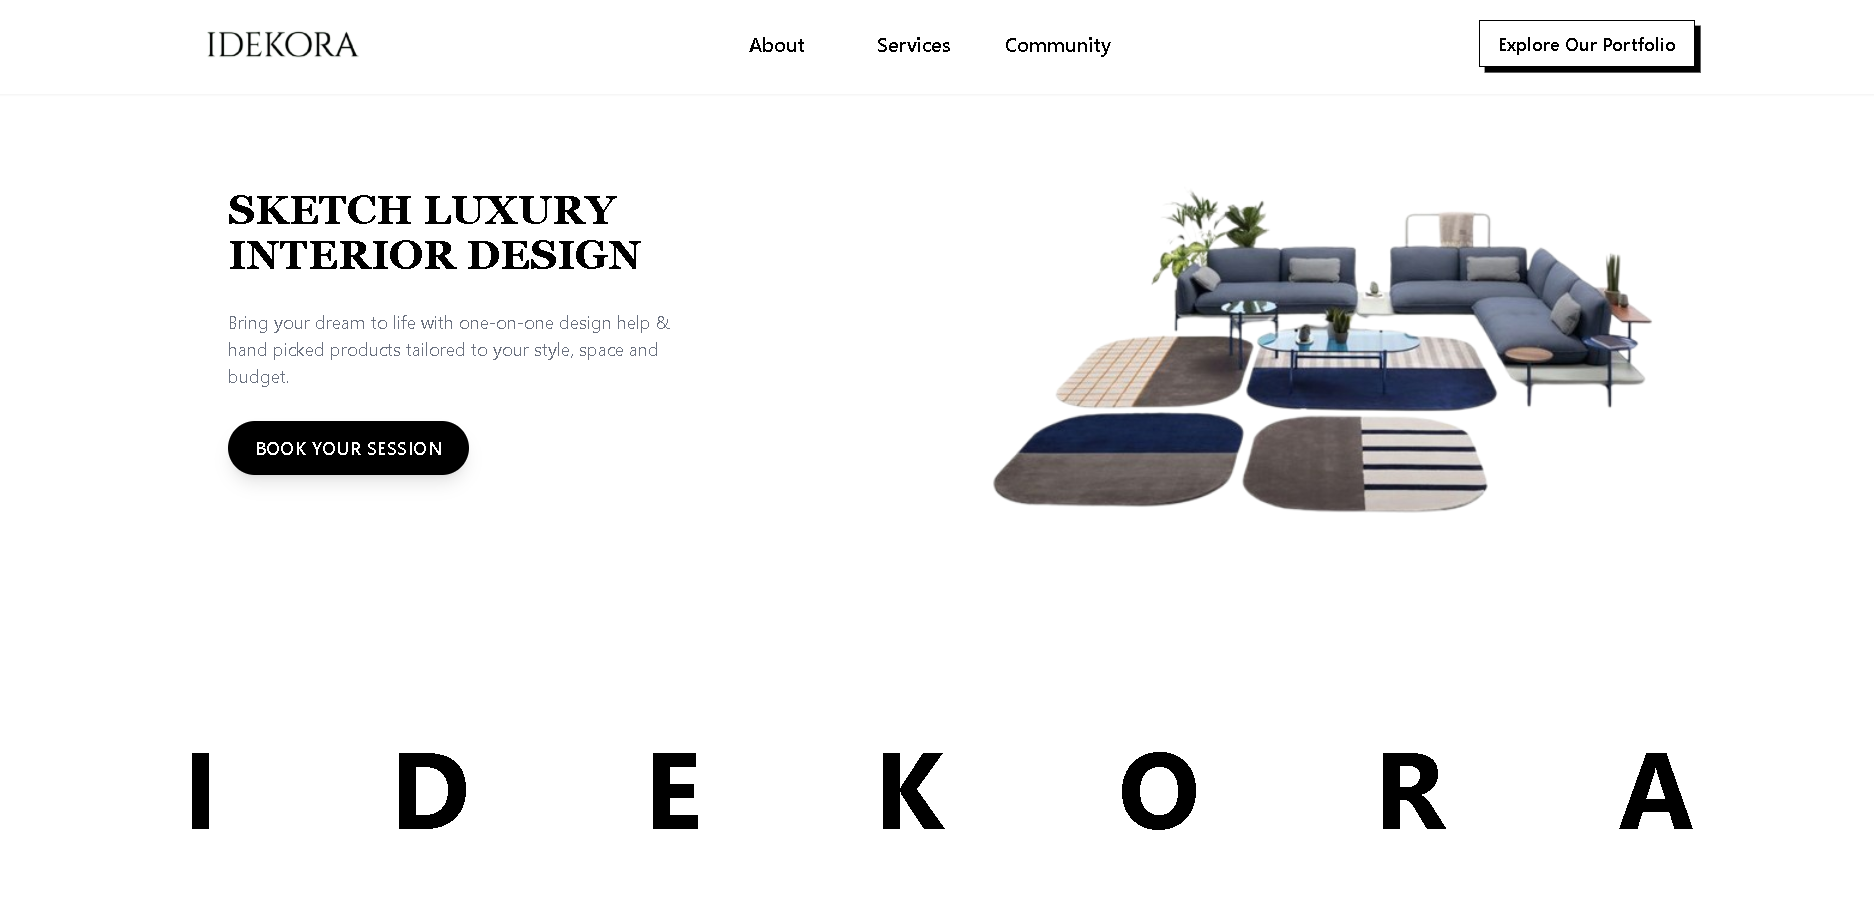 IDEKORA
About
Services
Community
Explore Our Portfolio
SKETCH LUXURY
INTERIOR DESIGN
Bring your dream to life with one-on-one design help &
hand picked products tailored to your style, space and
budget.
BOOK YOUR SESSION
I D E K O R A